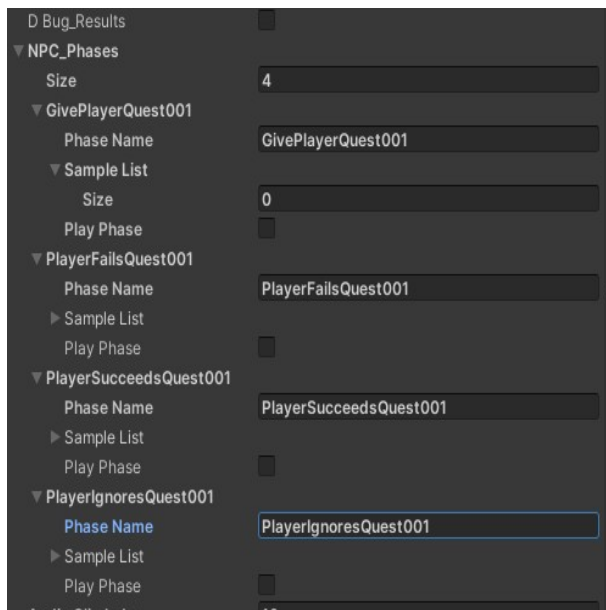 D Bug_Results
NPC_Phases
Size 4
GivePlayerQuest001
Phase Name GivePlayerQuest001
Sample List
Size 0
Play Phase
PlayerFailsQuest001
Phase Name PlayerFailsQuest001
Sample List
Play Phase
PlayerSucceedsQuest001
Phase Name PlayerSucceedsQuest001
Sample List
Play Phase
PlayerIgnoresQuest001
Phase Name PlayerIgnoresQuest001
Sample List
Play Phase